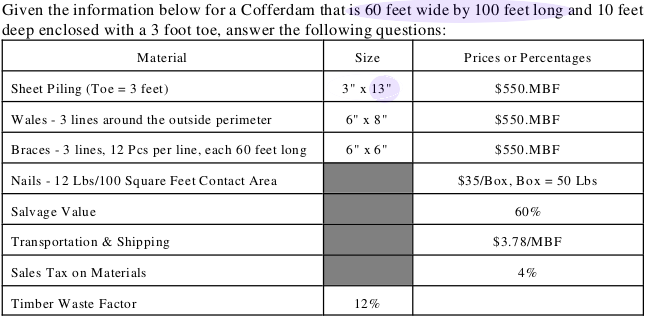 Given the information below for a Cofferdam that is 60 feet wide by 100 feet long and 10 feet
deep enclosed with a 3 foot toe, answer the following questions:
Material Size Prices or Percentages
Sheet Piling (Toe = 3 feet) 3" x 13" $550.MBF
Wales - 3 lines around the outside perimeter 6" x 8" $550.MBF
Braces - 3 lines, 12 Pcs per line, each 60 feet long 6" x 6" $550.MBF
Nails - 12 Lbs/100 Square Feet Contact Area $35/Box, Box = 50 Lbs
Salvage Value 60%
Transportation & Shipping $3.78/MBF
Sales Tax on Materials 4%
Timber Waste Factor 12%